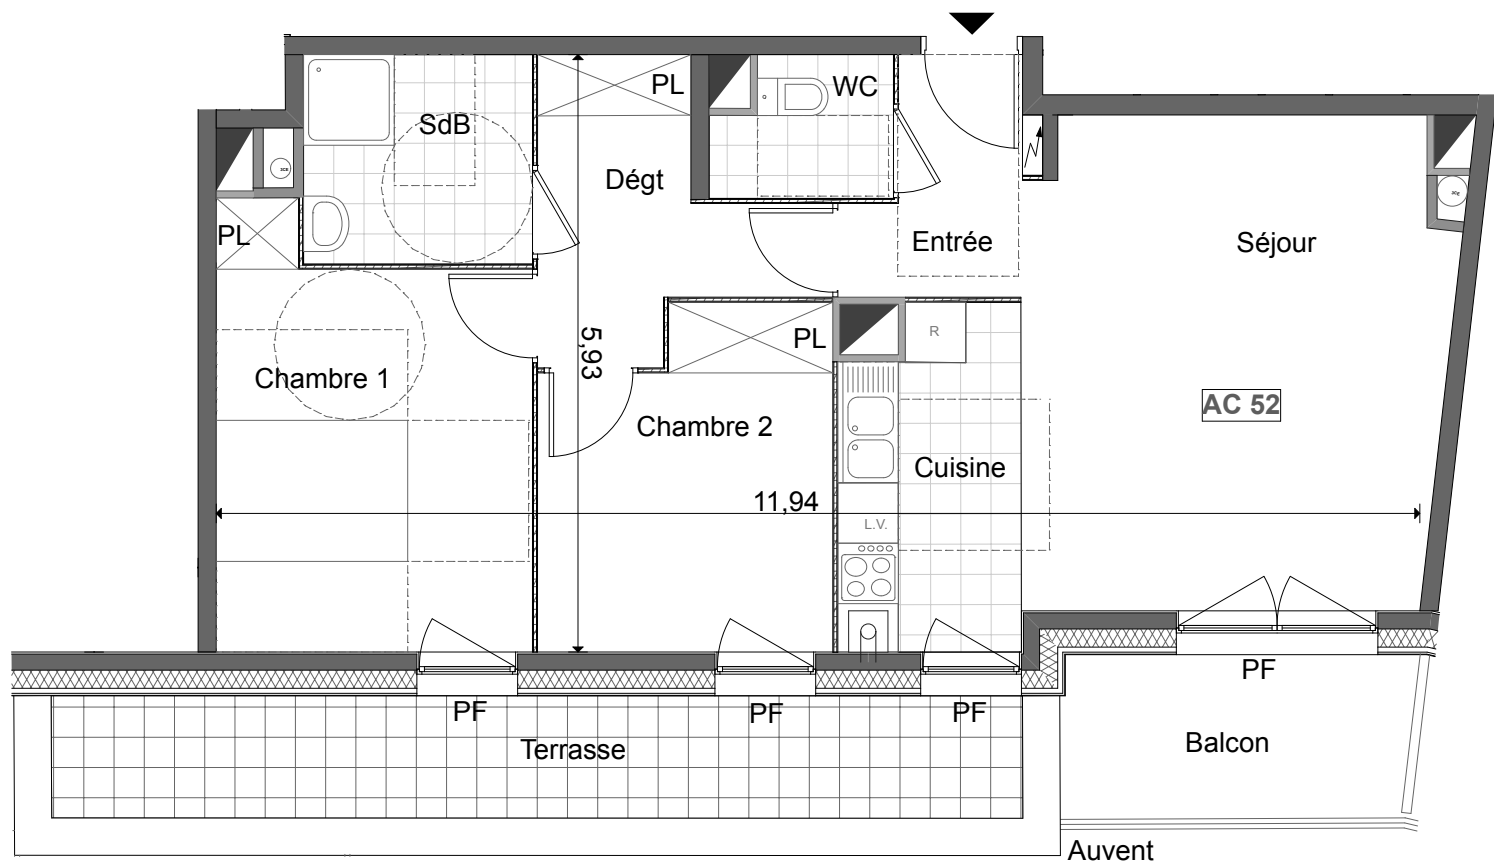 PL
WC
SdB
Dégt
PL
Entrée
Séjour
PL
R
5,93
Chambre 1
AC 52
Chambre 2
Cuisine
11,94
L.V.
PF
PF
PF
PF
Terrasse
Balcon
Auvent